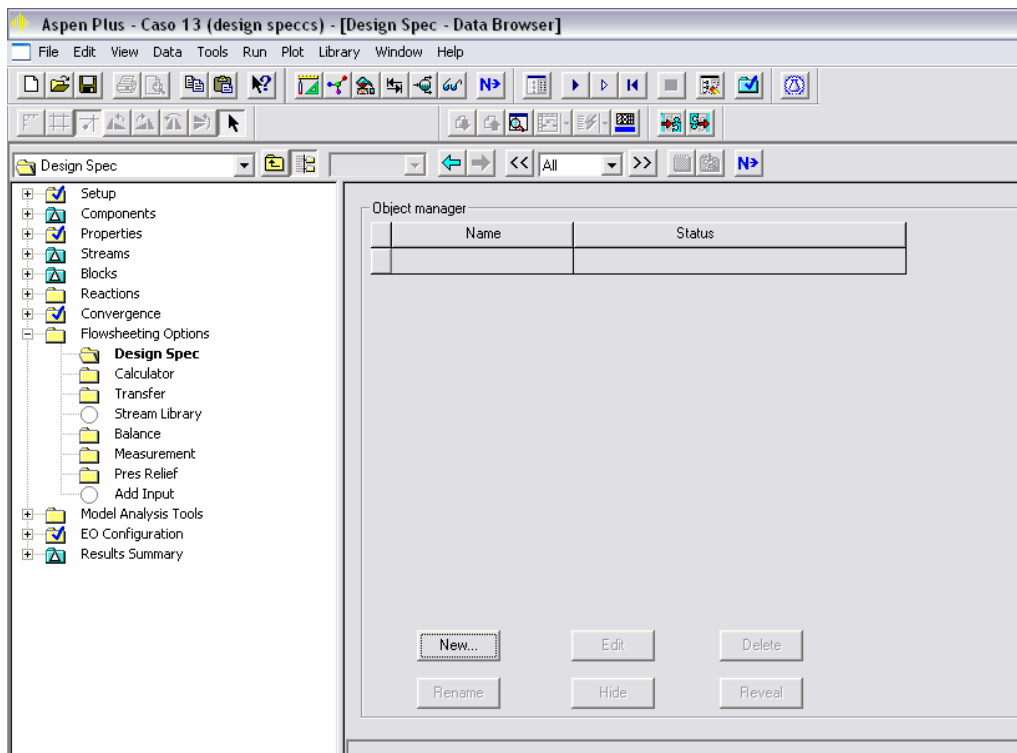 Aspen Plus - Caso 13 (design speccs) - [Design Spec - Data Browser]
File Edit View Data Tools Run Plot Library Window Help
N>
Design Spec
<< All >> N>
Setup
Components
Properties
Streams
Blocks
Reactions
Convergence
Flowsheeting Options
Design Spec
Calculator
Transfer
Stream Library
Balance
Measurement
Pres Relief
Add Input
Model Analysis Tools
EO Configuration
Results Summary
Object manager
Name Status
New... Edit Delete
Rename Hide Reveal